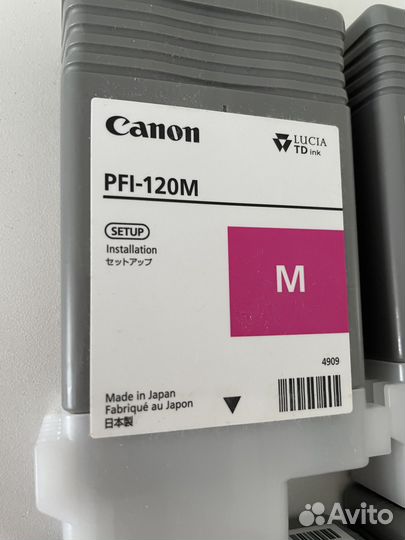 Canon
LUCIA
TD ink
PFI-120M
SETUP
Installation
セットアップ
M
4909
Made in Japan
Fabriqué au Japon
日本製
Avito